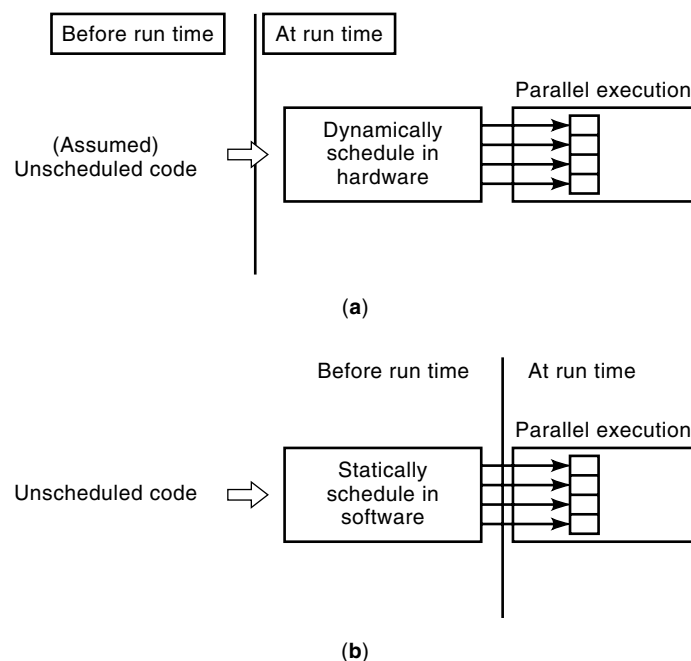 Before run time
At run time
Parallel execution
(Assumed)
Unscheduled code
Dynamically
schedule in
hardware
(a)
Before run time
At run time
Parallel execution
Unscheduled code
Statically
schedule in
software
(b)